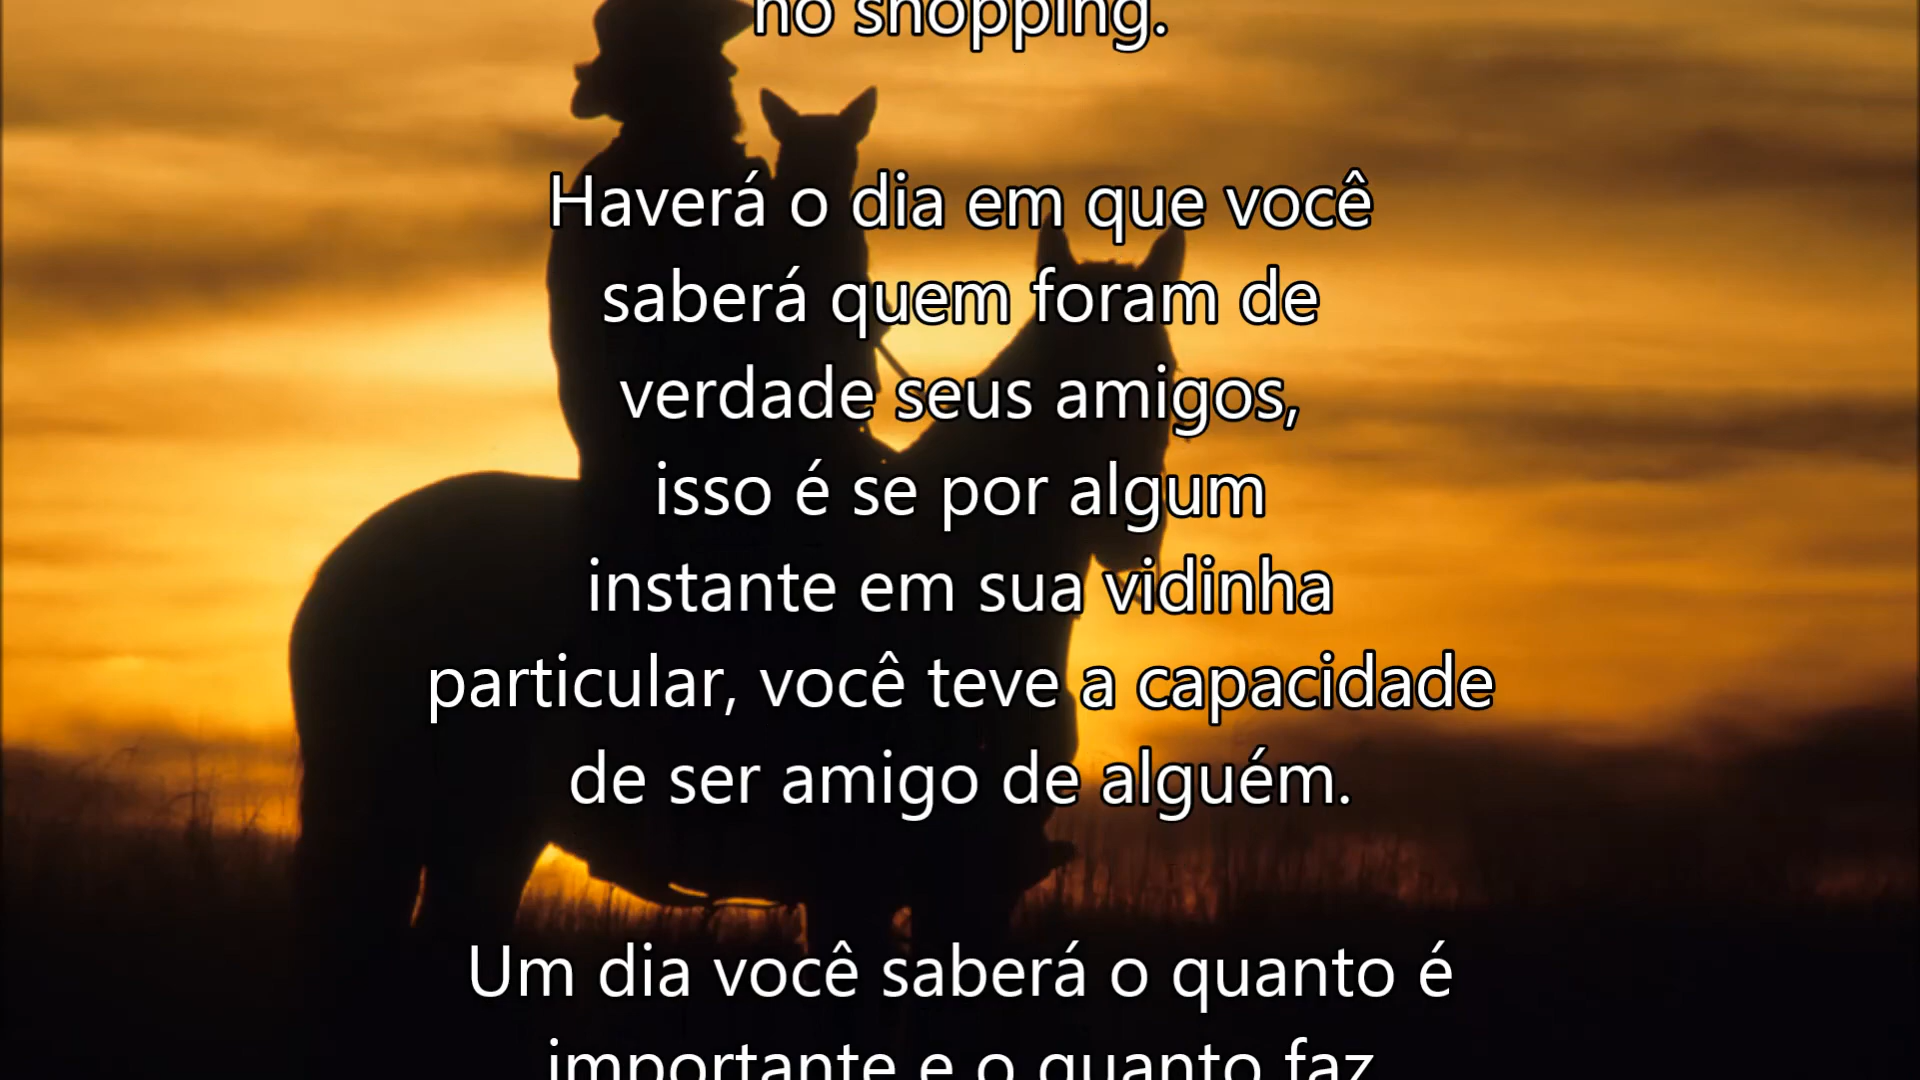 no shopping.
Haverá o dia em que você
saberá quem foram de
verdade seus amigos,
isso é se por algum
instante em sua vidinha
particular, você teve a capacidade
de ser amigo de alguém.
Um dia você saberá o quanto é
importante e o quanto faz